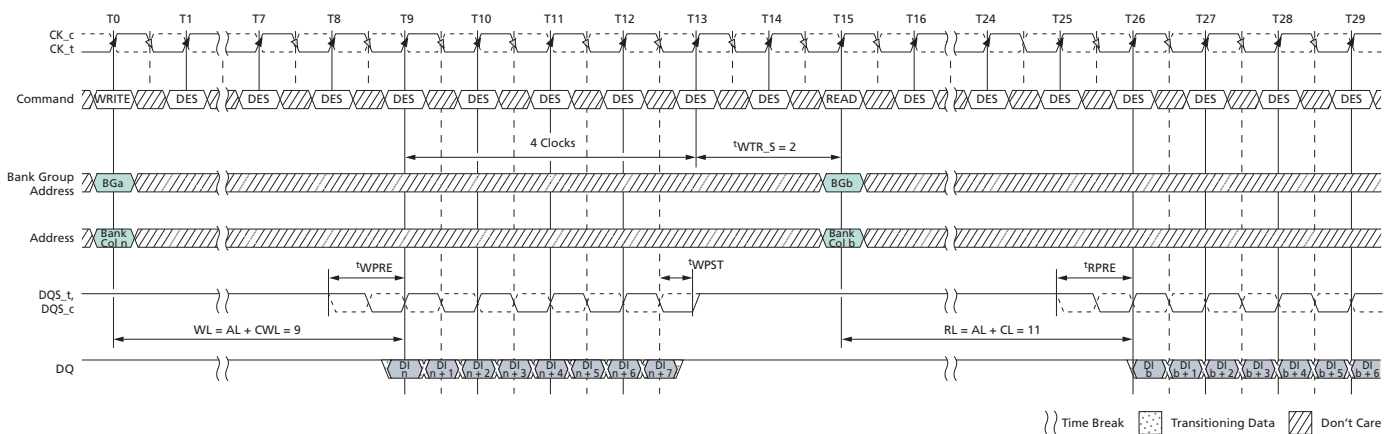 T0 T1 T7 T8 T9 T10 T11 T12 T13 T14 T15 T16 T24 T25 T26 T27 T28 T29
CK_c
CK_t
Command WRITE DES DES DES DES DES DES DES DES DES READ DES DES DES DES DES DES DES
4 Clocks
tWTR_S = 2
Bank Group
Address
BGa
BGb
Address
Bank
Col n
Bank
Col b
tWPRE
tWPST
tRPRE
DQS_t,
DQS_c
WL = AL + CWL = 9
RL = AL + CL = 11
DQ
DI
n
DI
n + 1
DI
n + 2
DI
n + 3
DI
n + 4
DI
n + 5
DI
n + 6
DI
n + 7
DI
b
DI
b + 1
DI
b + 2
DI
b + 3
DI
b + 4
DI
b + 5
DI
b + 6
Time Break
Transitioning Data
Don't Care